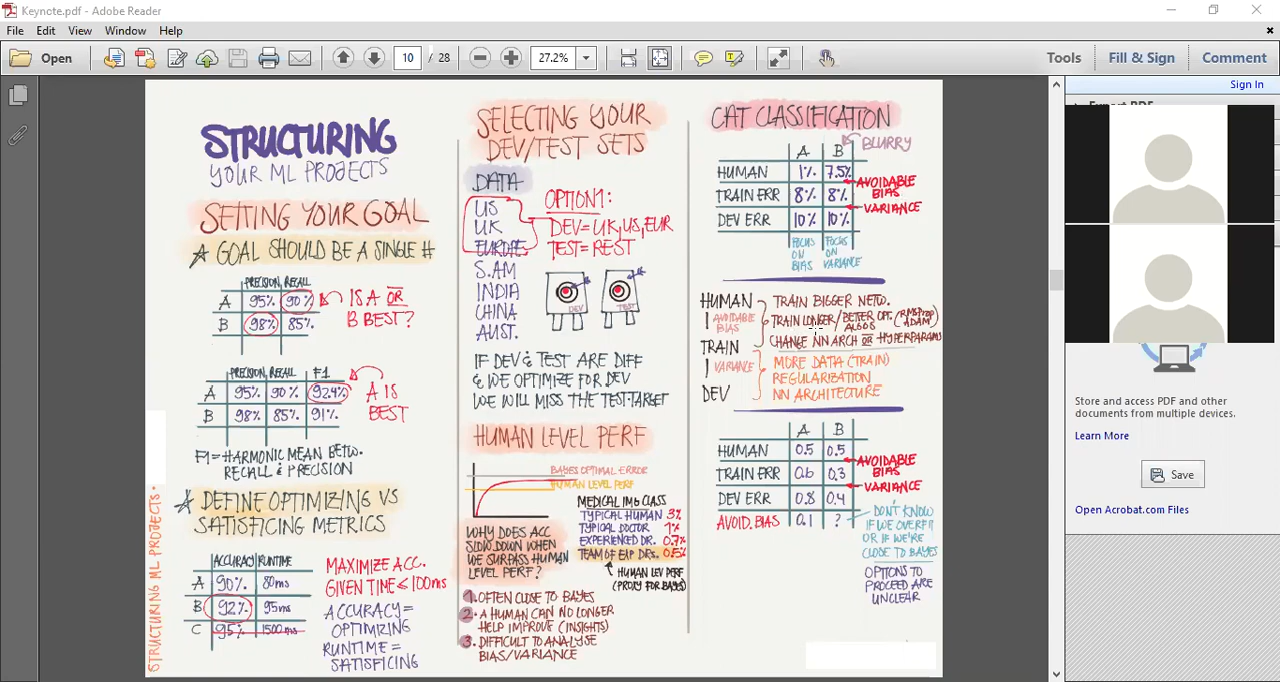 Keynote.pdf - Adobe Reader
File Edit View Window Help
Open
10 / 28
27.2%
Tools
Fill & Sign
Comment
Sign In
STRUCTURING
YOUR ML PROJECTS
SETTING YOUR GOAL
GOAL SHOULD BE A SINGLE #
PRECISION RECALL
A 95% 90%
B 98% 85%
IS A OR
B BEST?
PRECISION, RECALL F1
A 95% 90% 92.4%
B 98% 85% 91%
A IS
BEST
F1 = HARMONIC MEAN BETW.
RECALL & PRECISION
DEFINE OPTIMIZING VS
SATISFICING METRICS
ACCURACY RUNTIME
A 90% 80ms
B 92% 95ms
C 95% 1500ms
MAXIMIZE ACC.
GIVEN TIME ≤ 100ms
ACCURACY =
OPTIMIZING
RUNTIME =
SATISFICING
STRUCTURING ML PROJECTS.
SELECTING YOUR
DEV/TEST SETS
DATA
US
UK
EUROPE
S.AM
INDIA
CHINA
AUST.
OPTION 1:
DEV = UK, US, EUR
TEST = REST
DEV
TEST
IF DEV & TEST ARE DIFF
& WE OPTIMIZE FOR DEV
WE WILL MISS THE TEST-TARGET
HUMAN LEVEL PERF
BAYES OPTIMAL ERROR
HUMAN LEVEL PERF
WHY DOES ACC
SLOW DOWN WHEN
WE SURPASS HUMAN
LEVEL PERF?
MEDICAL IMG CLASS
TYPICAL HUMAN 3%
TYPICAL DOCTOR 1%
EXPERIENCED DR. 0.7%
TEAM OF EXP DRS. 0.5%
HUMAN LEV PERF
(PROXY FOR BAYES)
1. OFTEN CLOSE TO BAYES
2. A HUMAN CAN NO LONGER
HELP IMPROVE (INSIGHTS)
3. DIFFICULT TO ANALYSE
BIAS/VARIANCE
CAT CLASSIFICATION
A B
BLURRY
HUMAN 1% 7.5%
TRAIN ERR 8% 8%
DEV ERR 10% 10%
AVOIDABLE
BIAS
VARIANCE
FOCUS
ON
BIAS
FOCUS
ON
VARIANCE
HUMAN
AVOIDABLE
BIAS
TRAIN
VARIANCE
DEV
TRAIN BIGGER NETW.
TRAIN LONGER/BETTER OPT. ALGOS (RMSPROP ADAM)
CHANGE NN ARCH OR HYPERPARAMS
MORE DATA (TRAIN)
REGULARIZATION
NN ARCHITECTURE
A B
HUMAN 0.5 0.5
TRAIN ERR 0.6 0.3
DEV ERR 0.8 0.4
AVOID. BIAS 0.1 ?
AVOIDABLE
BIAS
VARIANCE
DON'T KNOW
IF WE OVERFIT
OR IF WE'RE
CLOSE TO BAYES
OPTIONS TO
PROCEED ARE
UNCLEAR
Store and access PDF and other
documents from multiple devices.
Learn More
Save
Open Acrobat.com Files